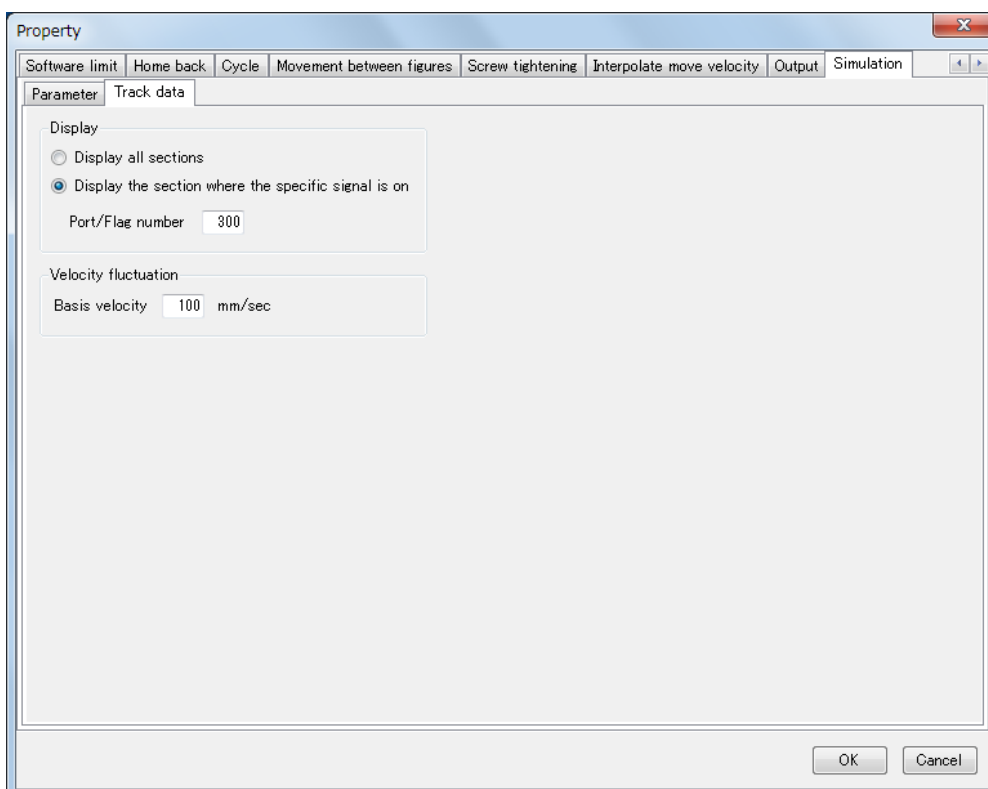 Property
Software limit Home back Cycle Movement between figures Screw tightening Interpolate move velocity Output Simulation
Parameter Track data
Display
Display all sections
Display the section where the specific signal is on
Port/Flag number 300
Velocity fluctuation
Basis velocity 100 mm/sec
OK Cancel